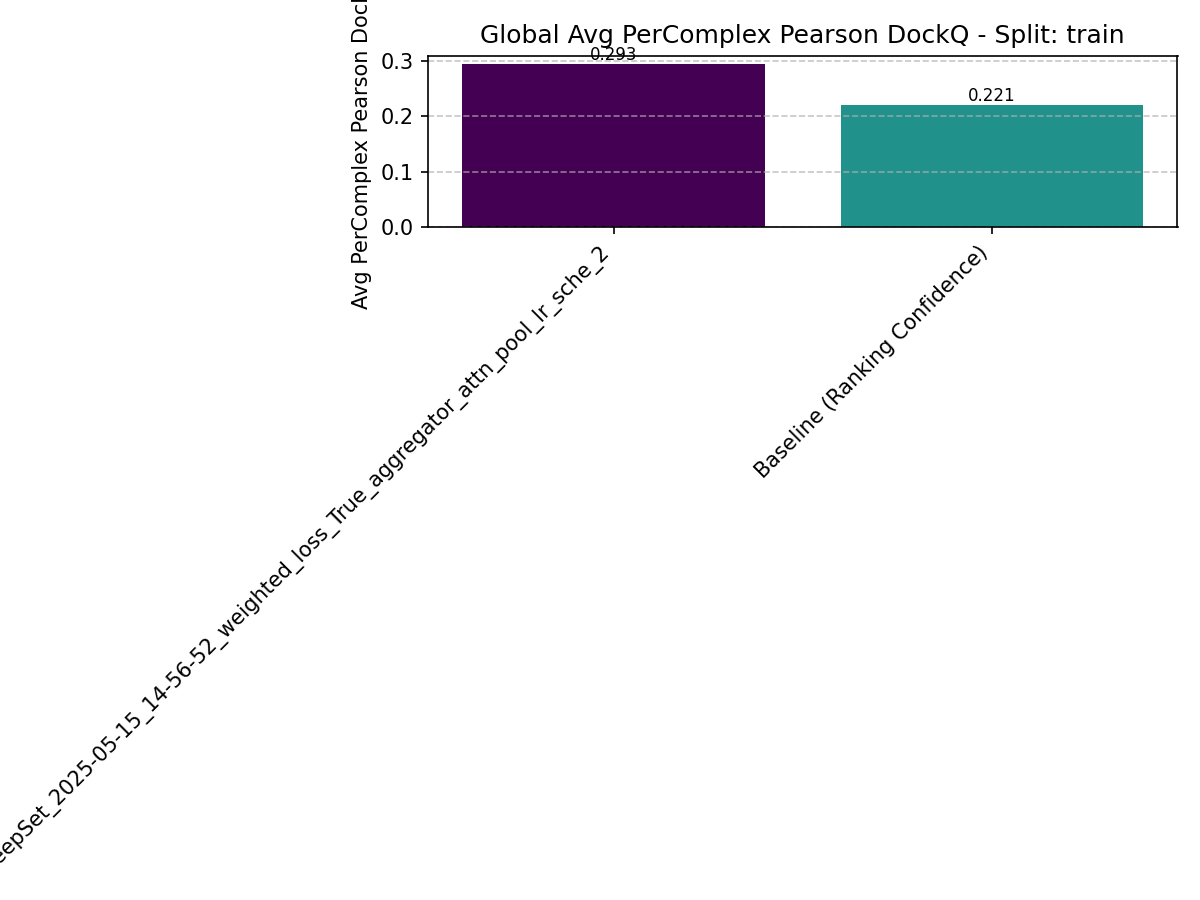 Global Avg PerComplex Pearson DockQ - Split: train
Avg PerComplex Pearson
0.3
0.2
0.1
0.0
0.293
0.221
eepSet_2025-05-15_14-56-52_weighted_loss_True_aggregator_attn_pool_lr_sche_2
Baseline (Ranking Confidence)